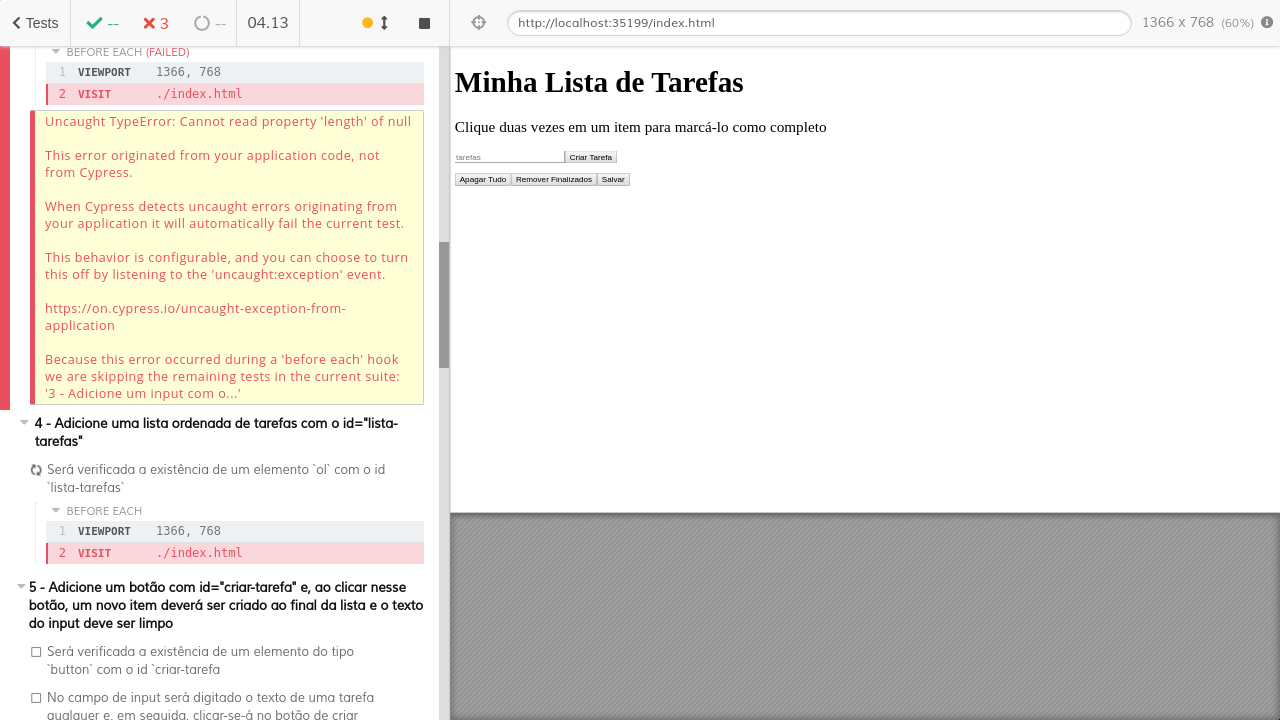 Tests
--
3
--
04.13
http://localhost:35199/index.html
1366 x 768 (60%)
BEFORE EACH (FAILED)
1 VIEWPORT 1366, 768
2 VISIT ./index.html
Uncaught TypeError: Cannot read property 'length' of null
This error originated from your application code, not
from Cypress.
When Cypress detects uncaught errors originating from
your application it will automatically fail the current test.
This behavior is configurable, and you can choose to turn
this off by listening to the 'uncaught:exception' event.
https://on.cypress.io/uncaught-exception-from-
application
Because this error occurred during a 'before each' hook
we are skipping the remaining tests in the current suite:
'3 - Adicione um input com o...'
4 - Adicione uma lista ordenada de tarefas com o id="lista-
tarefas"
Será verificada a existência de um elemento `ol` com o id
`lista-tarefas`
BEFORE EACH
1 VIEWPORT 1366, 768
2 VISIT ./index.html
5 - Adicione um botão com id="criar-tarefa" e, ao clicar nesse
botão, um novo item deverá ser criado ao final da lista e o texto
do input deve ser limpo
Será verificada a existência de um elemento do tipo
`button` com o id `criar-tarefa
No campo de input será digitado o texto de uma tarefa
qualquer e, em seguida, clicar-se-á no botão de criar
Minha Lista de Tarefas
Clique duas vezes em um item para marcá-lo como completo
tarefas
Criar Tarefa
Apagar Tudo
Remover Finalizados
Salvar